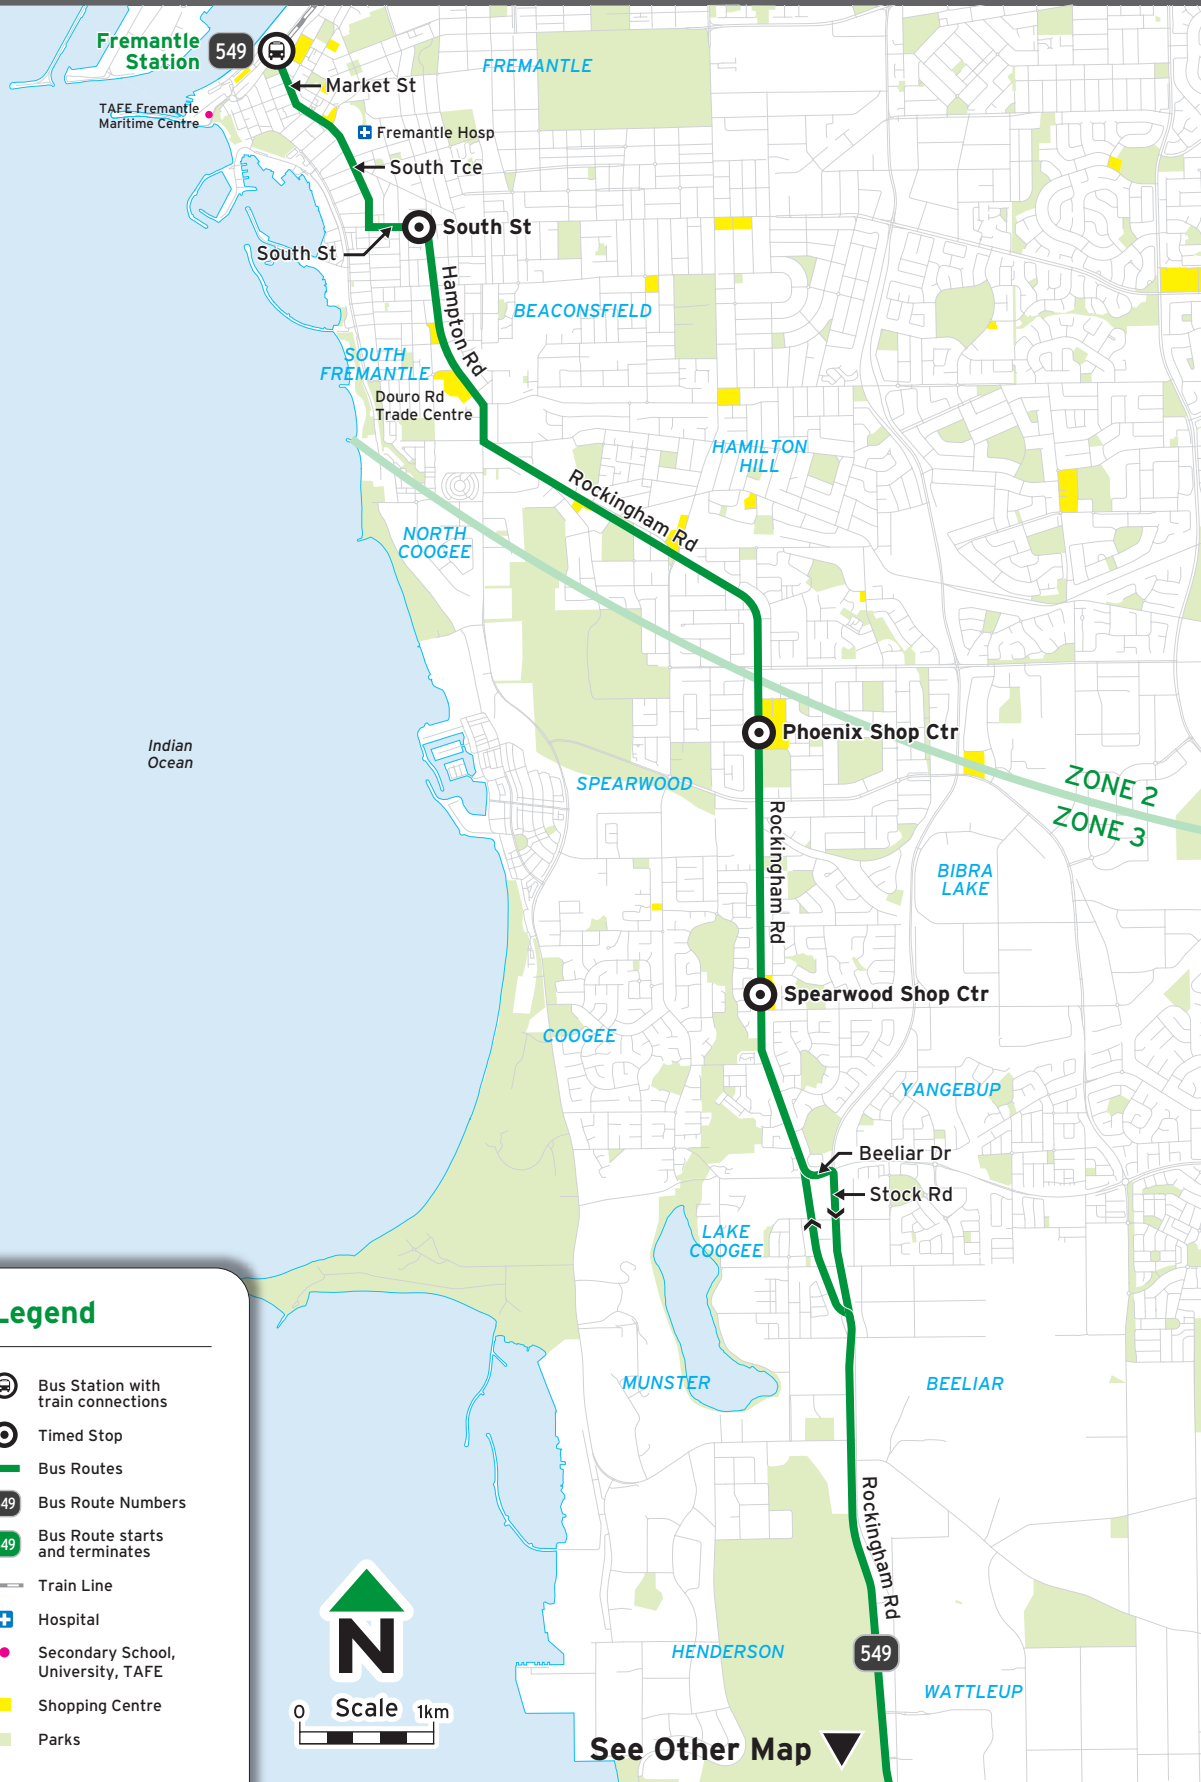 Fremantle
Station
549
Market St
FREMANTLE
TAFE Fremantle
Maritime Centre
Fremantle Hosp
South Tce
South St
South St
Hampton Rd
BEACONSFIELD
SOUTH
FREMANTLE
Douro Rd
Trade Centre
HAMILTON
HILL
Rockingham Rd
NORTH
COOGEE
Indian
Ocean
Phoenix Shop Ctr
SPEARWOOD
ZONE 2
ZONE 3
Rockingham Rd
BIBRA
LAKE
Spearwood Shop Ctr
COOGEE
YANGEBUP
Beeliar Dr
Stock Rd
LAKE
COOGEE
MUNSTER
BEELIAR
Rockingham Rd
HENDERSON
549
WATTLEUP
See Other Map
Legend
Bus Station with
train connections
Timed Stop
Bus Routes
49
Bus Route Numbers
49
Bus Route starts
and terminates
Train Line
Hospital
Secondary School,
University, TAFE
Shopping Centre
Parks
N
0 Scale 1km